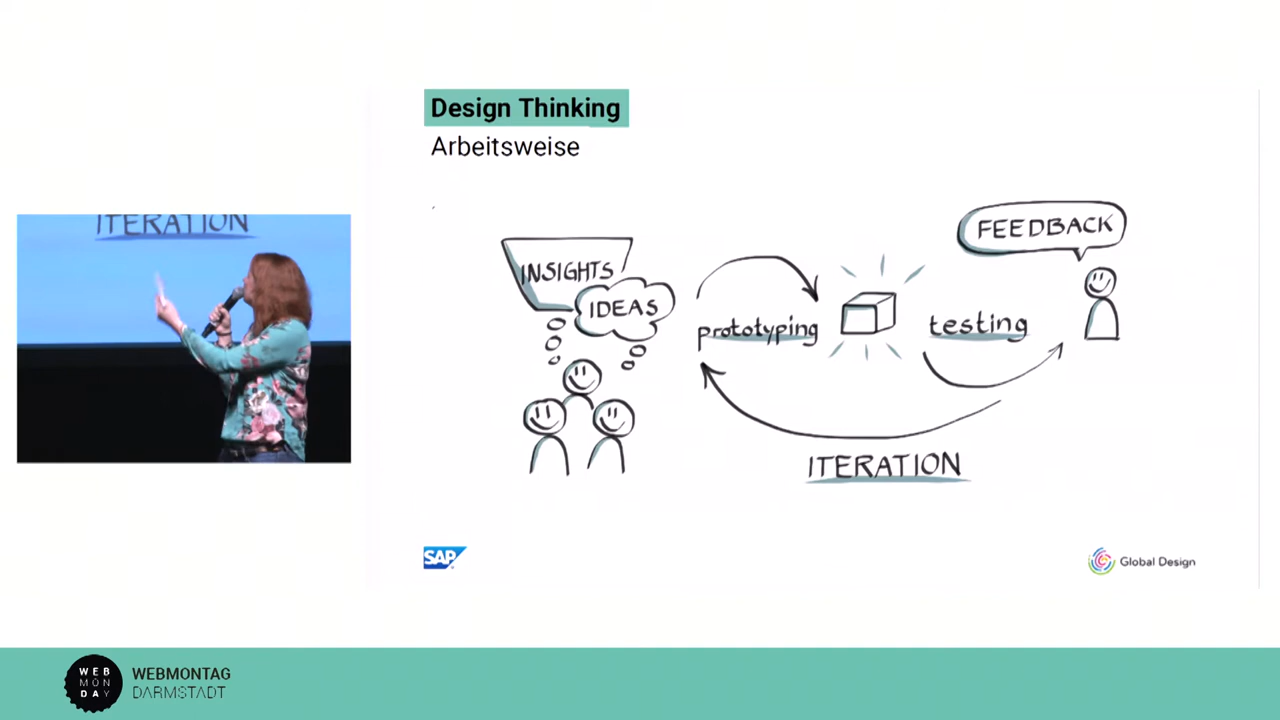 Design Thinking
Arbeitsweise
ITERATION
INSIGHTS
IDEAS
prototyping
testing
FEEDBACK
ITERATION
SAP
Global Design
WEB
MON
DAY
WEBMONTAG
DARMSTADT